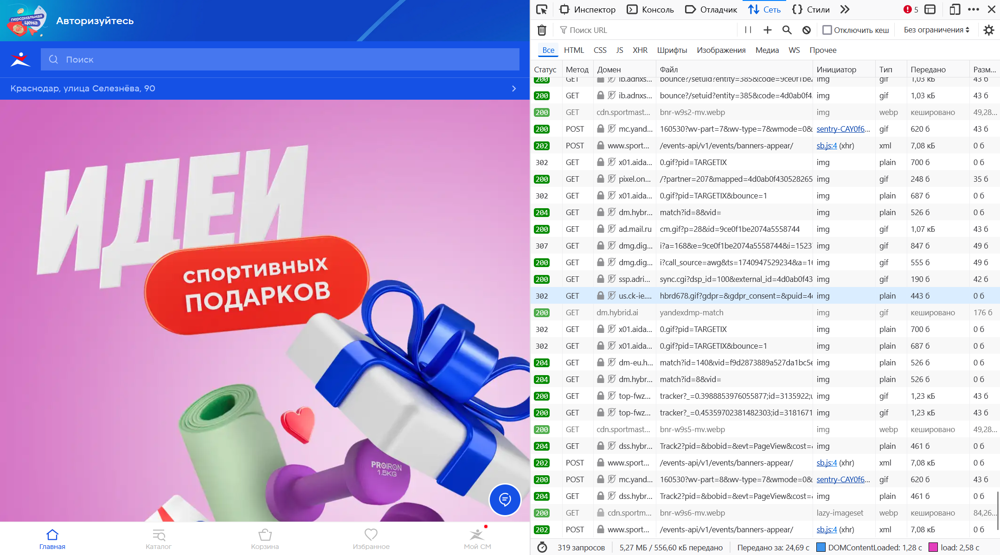 персональная
цена
Авторизуйтесь
Поиск
Краснодар, улица Селезнёва, 90
ИДЕИ
СПОРТИВНЫХ
ПОДАРКОВ
PROIRON
1.5KG
Главная
Каталог
Корзина
Избранное
Мой СМ
Инспектор Консоль Отладчик Сеть Стили 5
Поиск URL Отключить кеш Без ограничения
Все HTML CSS JS XHR Шрифты Изображения Медиа WS Прочее
Статус Метод Домен Файл Инициатор Тип Передано Разм...
200 GET ib.adnxs... bounce?/setuid?entity=385&code=9ce0f1be2 img gif 1,03 кБ 43 б
200 GET ib.adnxs... bounce?/setuid?entity=385&code=4d0ab0f4 img gif 1,03 кБ 43 б
200 GET cdn.sportmast... bnr-w9s2-mv.webp img webp кешировано 49,28...
200 POST mc.yand... 160530?wv-part=7&wv-type=7&wmode=0& sentry-CAY0f6... gif 620 б 43 б
202 POST www.sport... /events-api/v1/events/banners-appear/ sb.js:4 (xhr) xml 7,08 кБ 0 б
302 GET x01.aida... 0.gif?pid=TARGETIX img plain 700 б 0 б
200 GET pixel.on... /?partner=207&mapped=4d0ab0f430528265 img gif 248 б 35 б
302 GET x01.aida... 0.gif?pid=TARGETIX&bounce=1 img plain 687 б 0 б
204 GET dm.hybr... match?id=8&vid= img plain 526 б 0 б
200 GET ad.mail.ru cm.gif?p=28&id=9ce0f1be2074a5558744 img gif 1,07 кБ 43 б
307 GET dmg.dig... i?a=168&e=9ce0f1be2074a5558744&i=1523 img gif 847 б 49 б
200 GET dmg.dig... i?call_source=awg&ts=1740947529234&a=16 img gif 555 б 49 б
200 GET ssp.adri... sync.cgi?dsp_id=100&external_id=4d0ab0f43 img gif 190 б 42 б
302 GET us.ck-ie.... hbrd678.gif?gdpr=&gdpr_consent=&puid=4 img plain 443 б 0 б
200 GET dm.hybrid.ai yandexdmp-match img gif кешировано 176 б
302 GET x01.aida... 0.gif?pid=TARGETIX img plain 700 б 0 б
302 GET x01.aida... 0.gif?pid=TARGETIX&bounce=1 img plain 687 б 0 б
204 GET dm-eu.h... match?id=140&vid=f9d2873889a527da1bc5e img plain 526 б 0 б
204 GET dm.hybr... match?id=8&vid= img plain 526 б 0 б
200 GET top-fwz... tracker?_=0.3988853976055877;id=3135922;u img gif 1,23 кБ 43 б
200 GET top-fwz... tracker?_=0.45359702381482303;id=3181671 img gif 1,23 кБ 43 б
200 GET cdn.sportmast... bnr-w9s5-mv.webp img webp кешировано 49,28...
204 GET dss.hybr... Track2?pid=&bobid=&evt=PageView&cost= img plain 461 б 0 б
202 POST www.sport... /events-api/v1/events/banners-appear/ sb.js:4 (xhr) xml 7,08 кБ 0 б
200 POST mc.yand... 160530?wv-part=8&wv-type=7&wmode=0& sentry-CAY0f6... gif 620 б 43 б
204 GET dss.hybr... Track2?pid=&bobid=&evt=PageView&cost= img plain 461 б 0 б
200 GET cdn.sportm... bnr-w9s6-mv.webp lazy-imageset webp кешировано 84,26...
202 POST www.sport... /events-api/v1/events/banners-appear/ sb.js:4 (xhr) xml 7,08 кБ 0 б
319 запросов 5,27 МБ / 556,60 кБ передано Передано за: 24,69 с DOMContentLoaded: 1,28 с load: 2,58 с